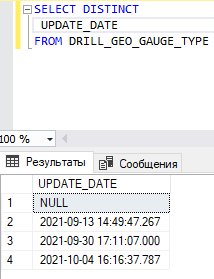 SELECT DISTINCT
UPDATE_DATE
FROM DRILL_GEO_GAUGE_TYPE
100 %
Результаты Сообщения
UPDATE_DATE
1 NULL
2 2021-09-13 14:49:47.267
3 2021-09-30 17:11:07.000
4 2021-10-04 16:16:37.787